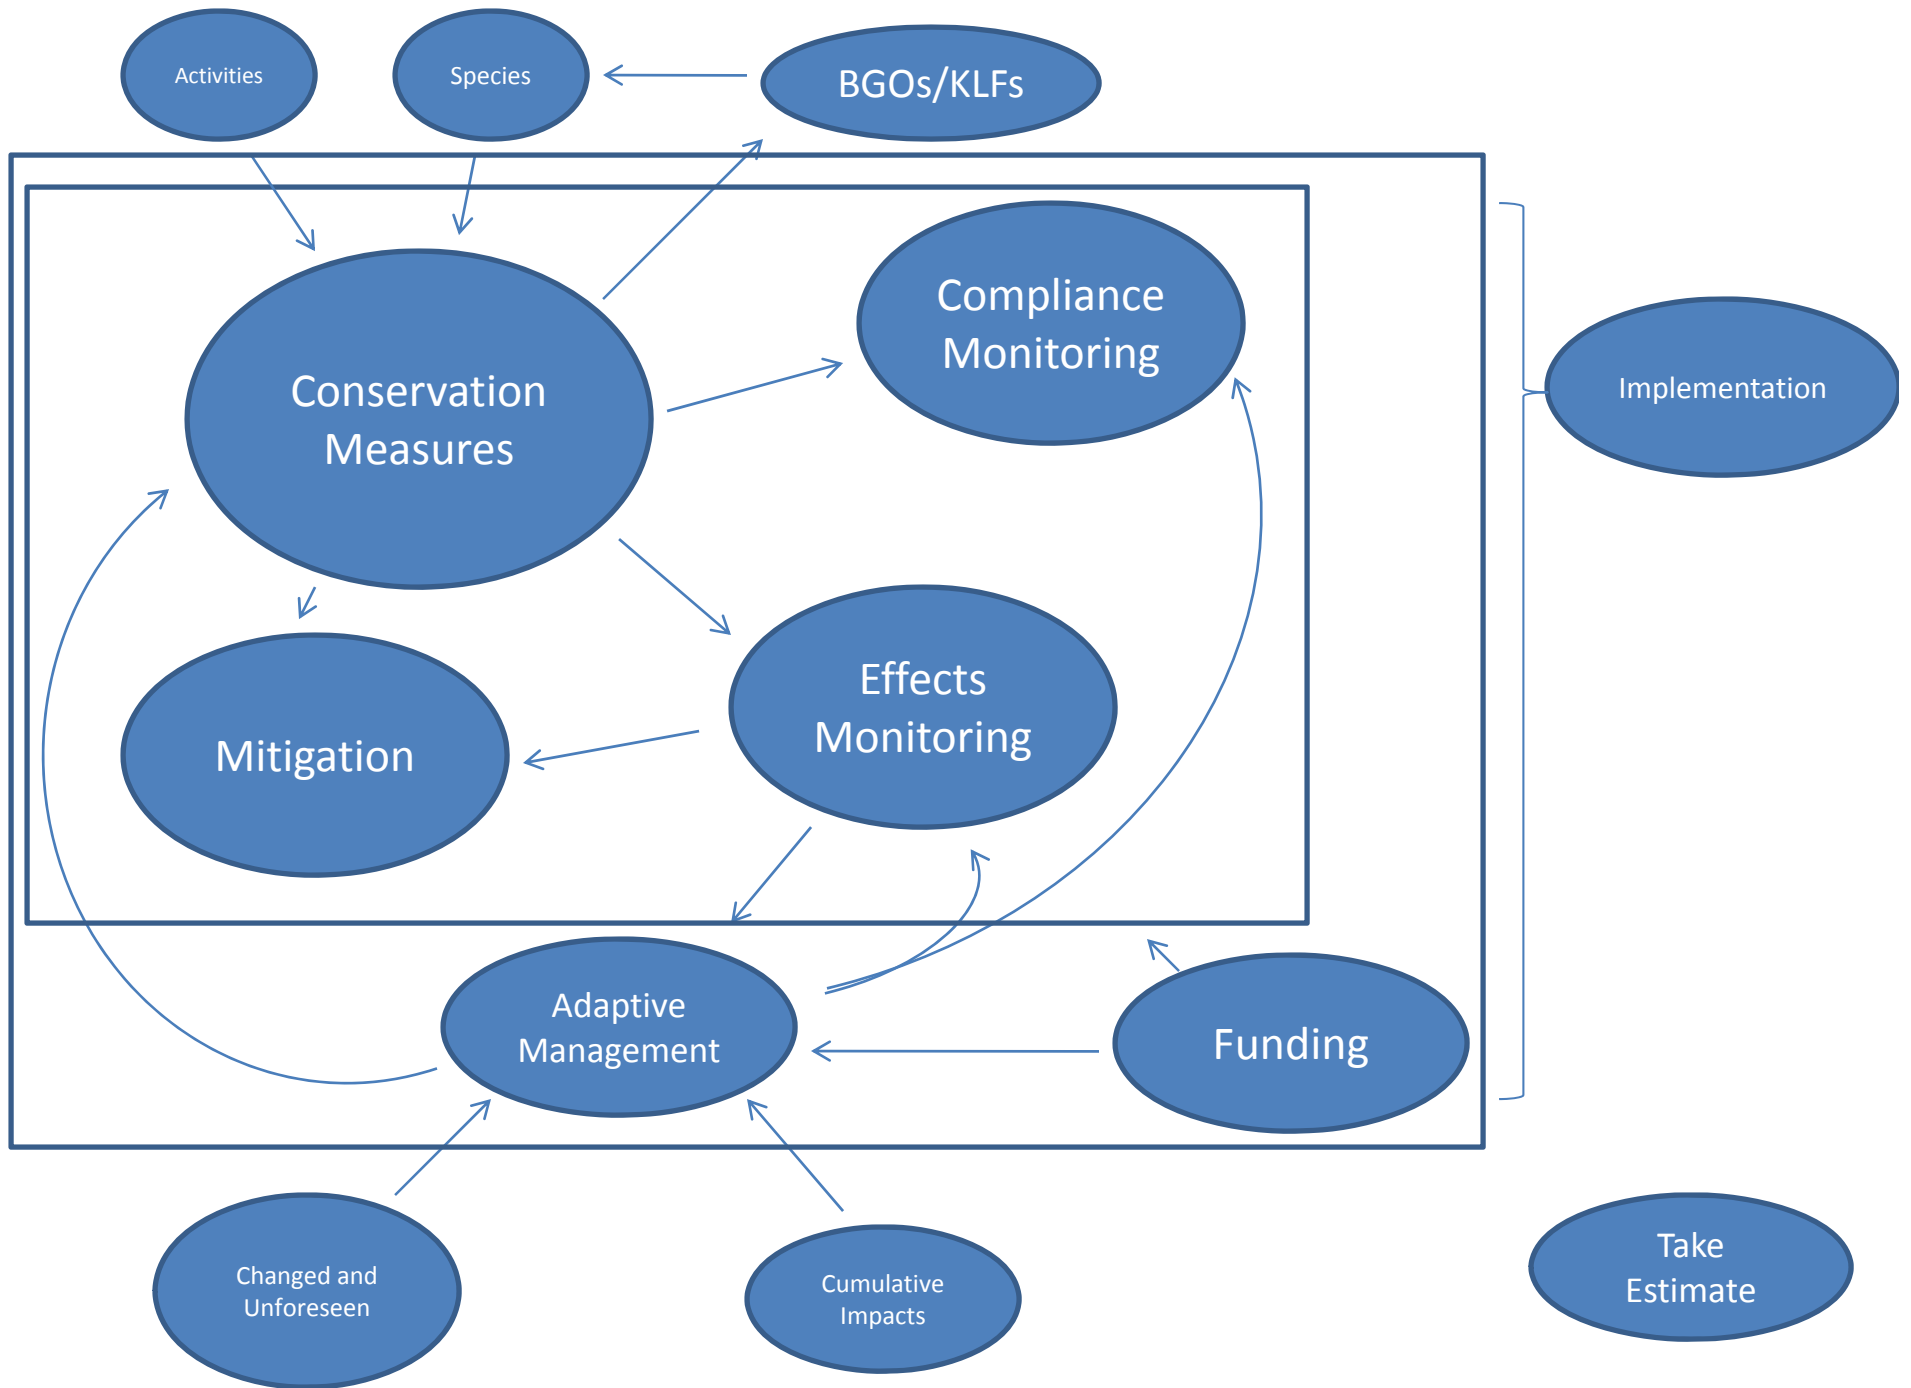 Activities
Species
BGOs/KLFs
Compliance
Monitoring
Conservation
Measures
Implementation
Effects
Monitoring
Mitigation
Adaptive
Management
Funding
Changed and
Unforeseen
Cumulative
Impacts
Take
Estimate